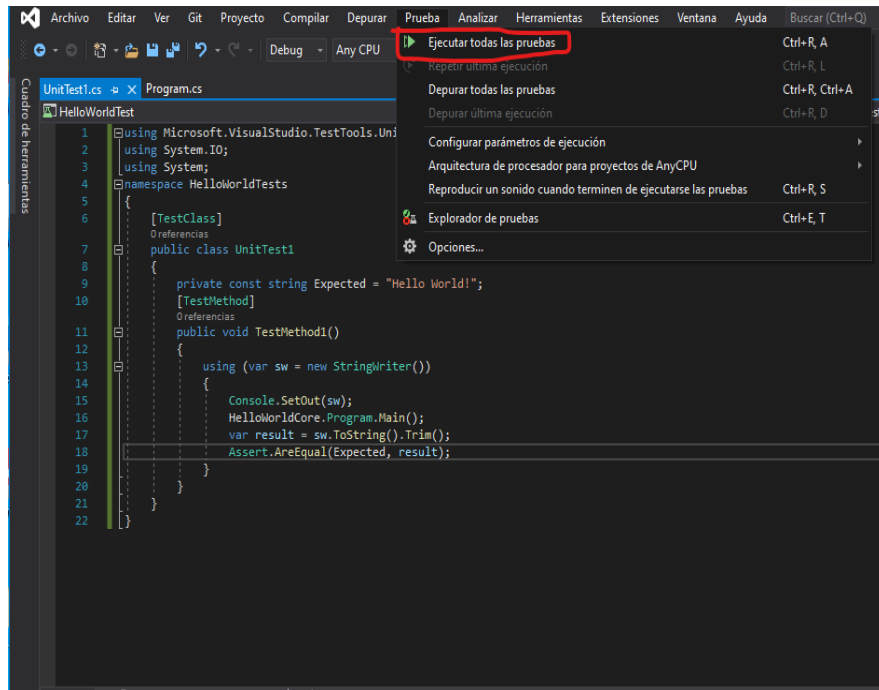 Archivo Editar Ver Git Proyecto Compilar Depurar Prueba Analizar Herramientas Extensiones Ventana Ayuda Buscar (Ctrl+Q)
Debug Any CPU
Ejecutar todas las pruebas Ctrl+R, A
Repetir última ejecución Ctrl+R, L
Depurar todas las pruebas Ctrl+R, Ctrl+A
Depurar última ejecución Ctrl+R, D
Configurar parámetros de ejecución
Arquitectura de procesador para proyectos de AnyCPU
Reproducir un sonido cuando terminen de ejecutarse las pruebas Ctrl+R, S
Explorador de pruebas Ctrl+E, T
Opciones...
Cuadro de herramientas
UnitTest1.cs Program.cs
HelloWorldTest
1 using Microsoft.VisualStudio.TestTools.Uni
2 using System.IO;
3 using System;
4 namespace HelloWorldTests
5 {
6 [TestClass]
0 referencias
7 public class UnitTest1
8 {
9 private const string Expected = "Hello World!";
10 [TestMethod]
0 referencias
11 public void TestMethod1()
12 {
13 using (var sw = new StringWriter())
14 {
15 Console.SetOut(sw);
16 HelloWorldCore.Program.Main();
17 var result = sw.ToString().Trim();
18 Assert.AreEqual(Expected, result);
19 }
20 }
21 }
22 }